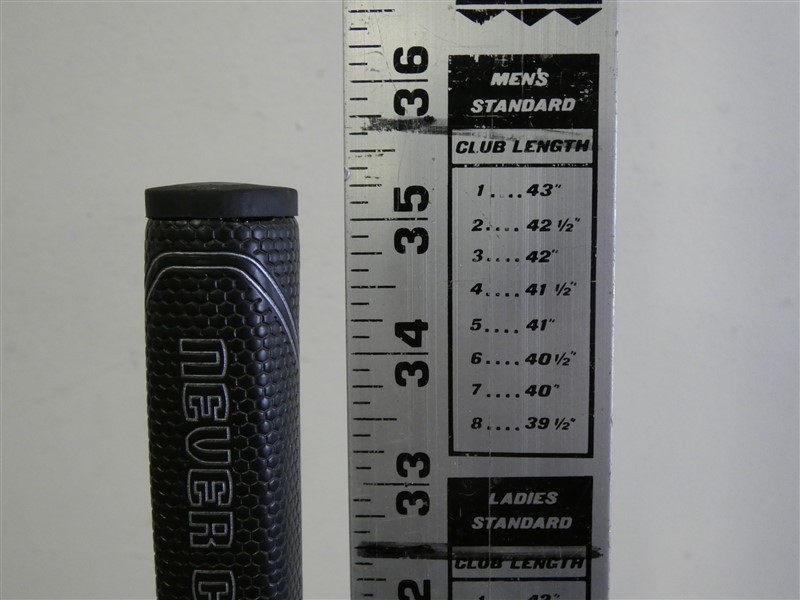 36
35
34
33
2
NEVER C
MEN'S
STANDARD
CLUB LENGTH
1....43"
2....42 1/2"
3....42"
4....41 1/2"
5....41"
6....40 1/2"
7....40"
8....39 1/2"
LADIES
STANDARD
CLUB LENGTH